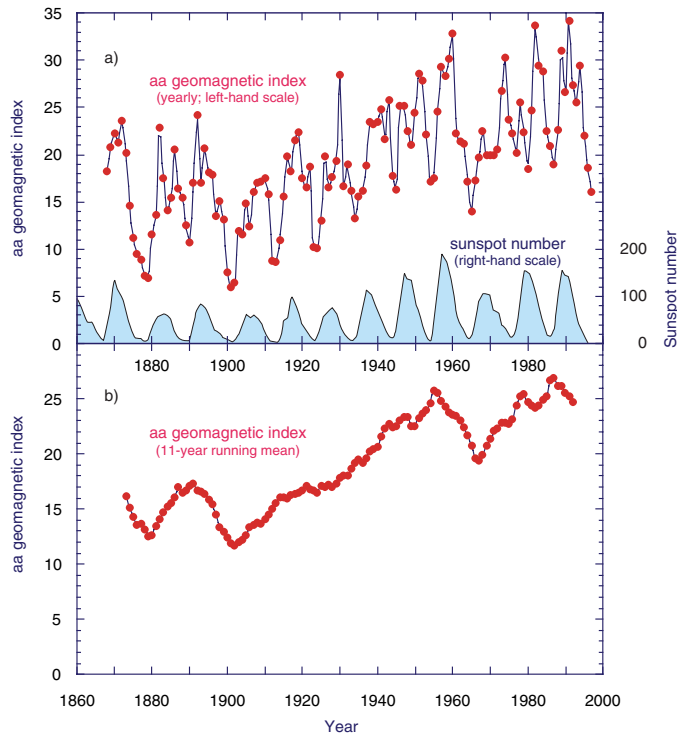 35
30
25
20
15
10
5
0
aa geomagnetic index
a)
aa geomagnetic index
(yearly; left-hand scale)
sunspot number
(right-hand scale)
200
100
0
Sunspot number
1880
1900
1920
1940
1960
1980
b)
aa geomagnetic index
(11-year running mean)
25
20
15
10
5
0
aa geomagnetic index
1860
1880
1900
1920
1940
1960
1980
2000
Year